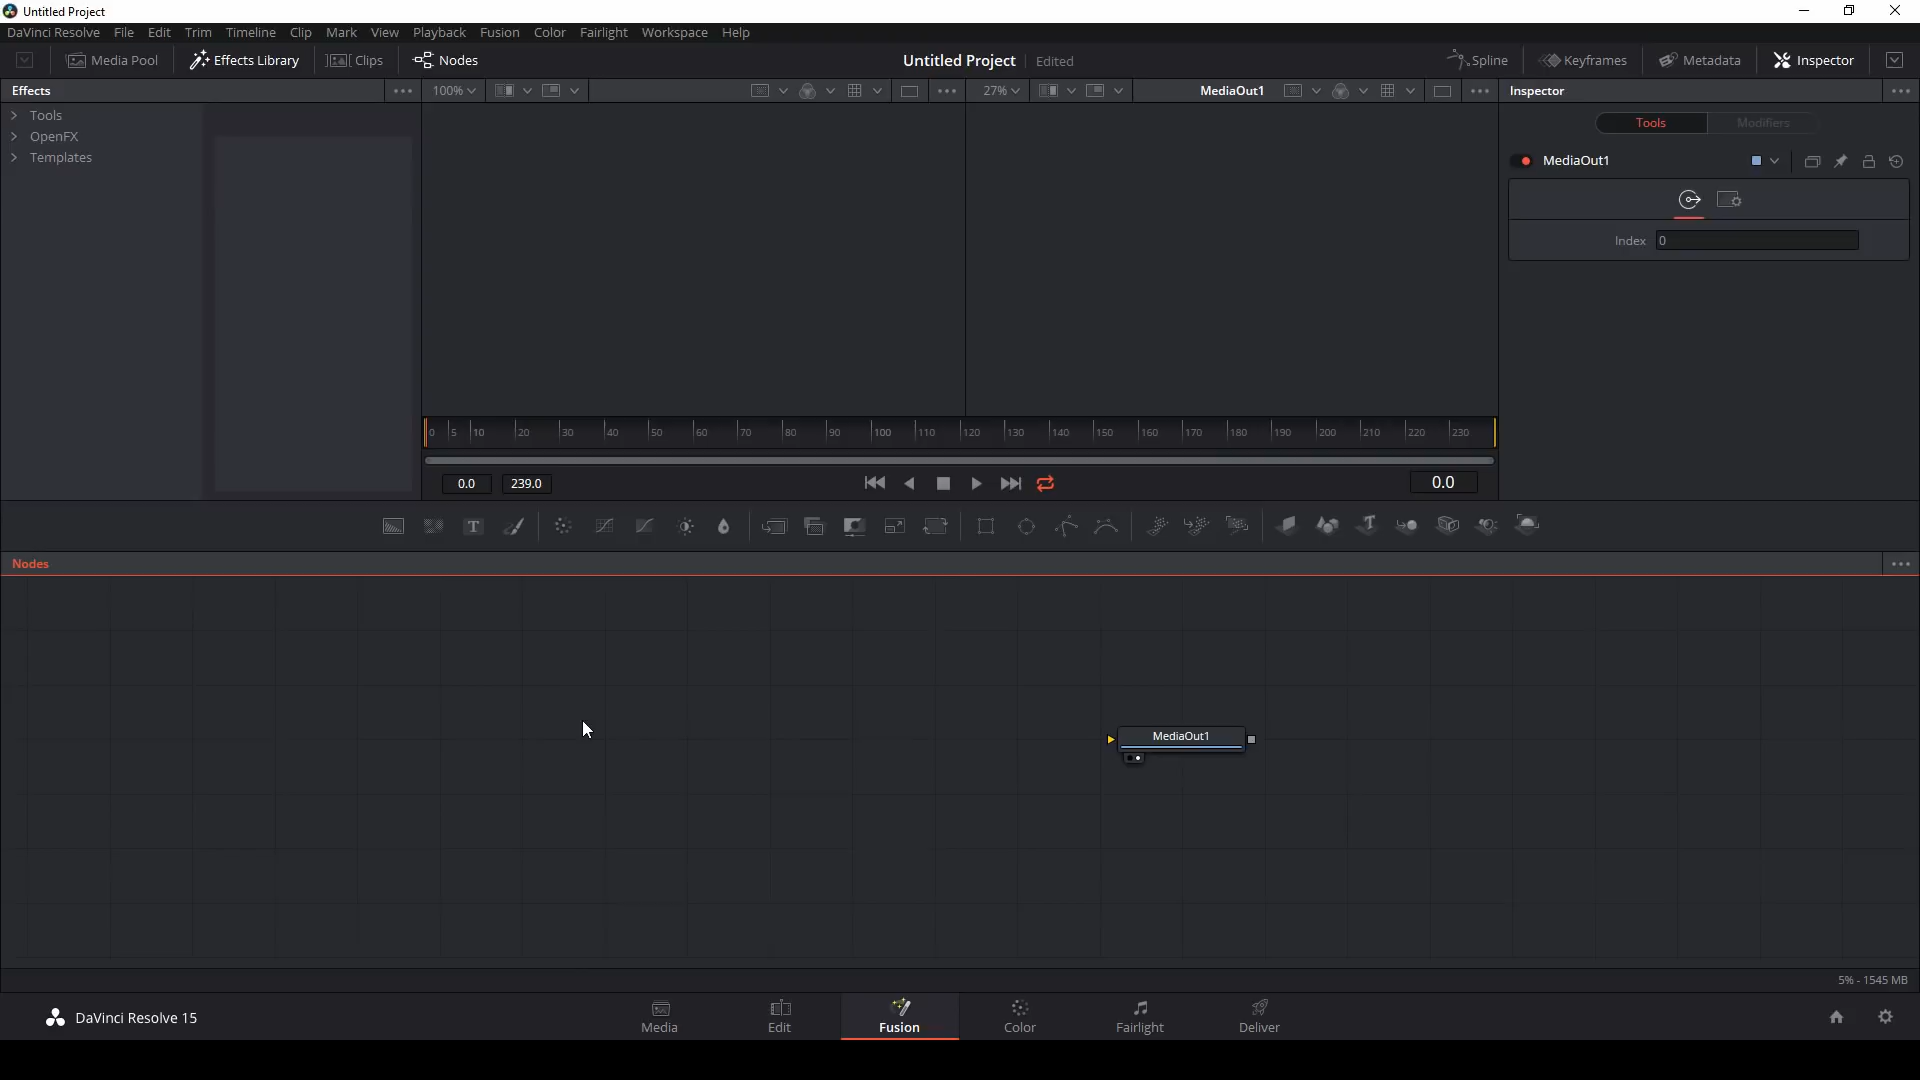 Untitled Project
DaVinci Resolve File Edit Trim Timeline Clip Mark View Playback Fusion Color Fairlight Workspace Help
Media Pool Effects Library Clips Nodes Untitled Project Edited Spline Keyframes Metadata Inspector
Effects 100% 27% MediaOut1 Inspector
Tools
OpenFX
Templates
Tools Modifiers
MediaOut1
Index 0
0 5 10 20 30 40 50 60 70 80 90 100 110 120 130 140 150 160 170 180 190 200 210 220 230
0.0 239.0 0.0
T T
Nodes
MediaOut1
5% - 1545 MB
DaVinci Resolve 15 Media Edit Fusion Color Fairlight Deliver